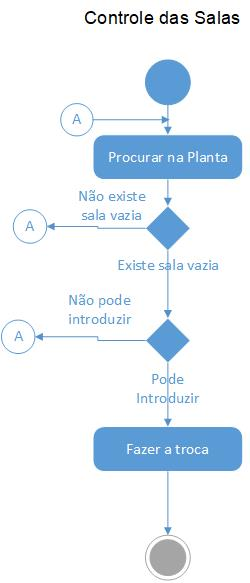 Controle das Salas
A
Procurar na Planta
Não existe
sala vazia
A
Existe sala vazia
Não pode
introduzir
A
Pode
Introduzir
Fazer a troca